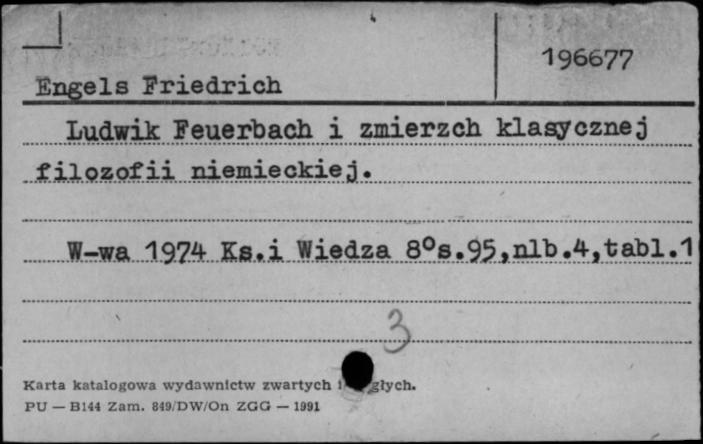 196677
Engels Friedrich
Ludwik Feuerbach i zmierzch klasycznej
filozofii niemieckiej.
W-wa 1974 Ks.i Wiedza 8°s.95,nlb.4,tabl.1
3
Karta katalogowa wydawnictw zwartych
PU — B144 Zam. 849/DW/On ZGG — 1991